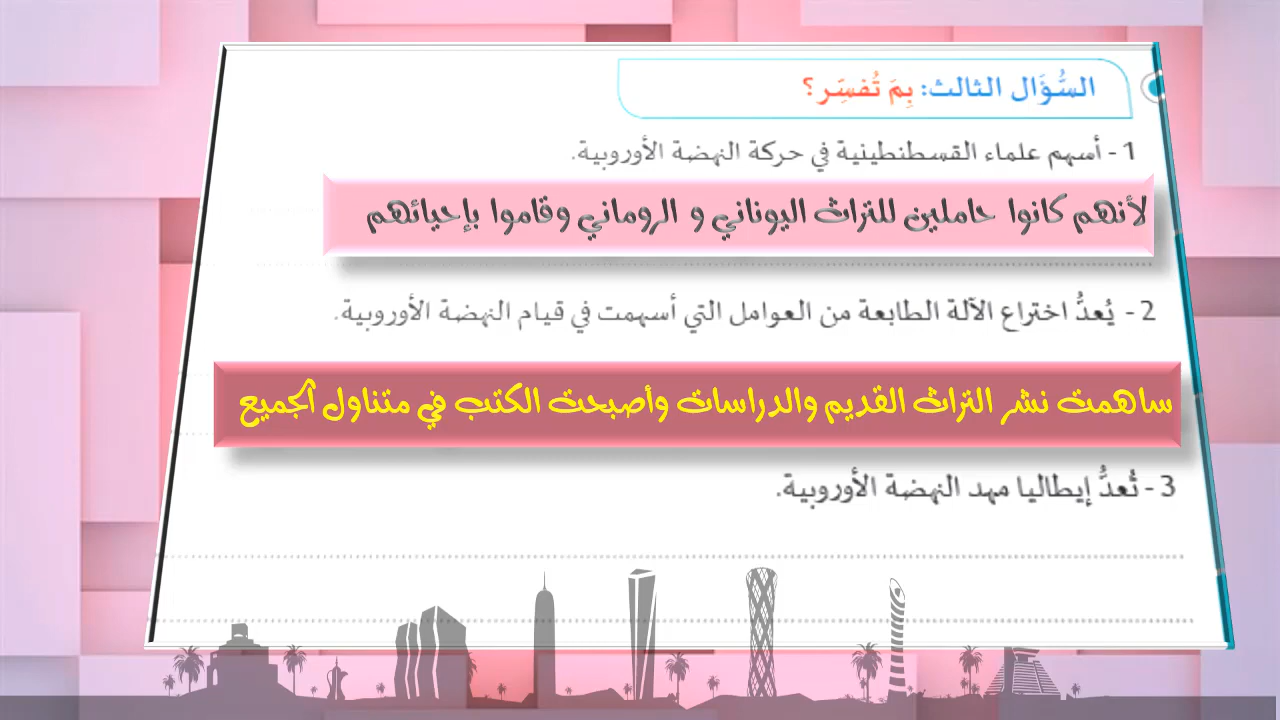 السُّؤَال الثالث: بِمَ تُفسِّر؟
1 - أسهم علماء القسطنطينية في حركة النهضة الأوروبية.
لأنهم كانوا حاملين للتراث اليوناني و الروماني وقاموا بإحيائهم
2 - يُعدُّ اختراع الآلة الطابعة من العوامل التي أسهمت في قيام النهضة الأوروبية.
ساهمت نشر التراث القديم والدراسات وأصبحت الكتب في متناول الجميع
3 - تُعدُّ إيطاليا مهد النهضة الأوروبية.